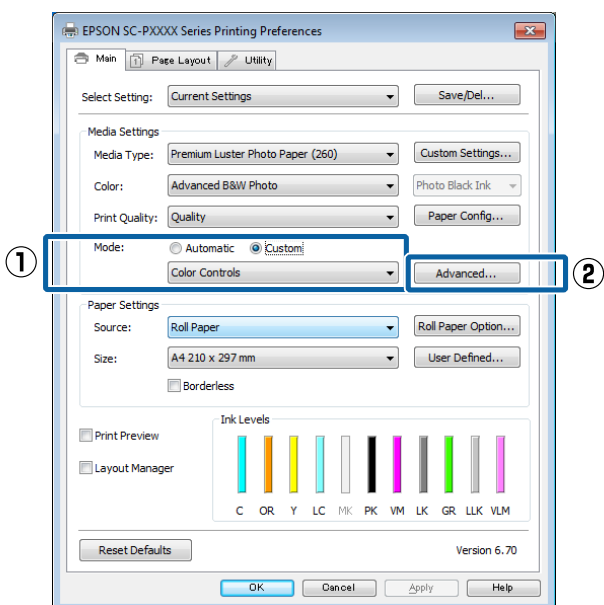 EPSON SC-PXXXX Series Printing Preferences
Main Page Layout Utility
Select Setting: Current Settings Save/Del...
Media Settings
Media Type: Premium Luster Photo Paper (260) Custom Settings...
Color: Advanced B&W Photo Photo Black Ink
Print Quality: Quality Paper Config...
Mode: Automatic Custom
① Color Controls Advanced... ②
Paper Settings
Source: Roll Paper Roll Paper Option...
Size: A4 210 x 297 mm User Defined...
Borderless
Ink Levels
Print Preview
Layout Manager
C OR Y LC MK PK VM LK GR LLK VLM
Reset Defaults Version 6.70
OK Cancel Apply Help